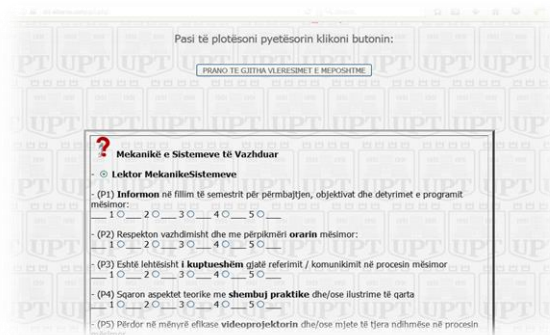 Pasi të plotësoni pyetësorin klikoni butonin:
PRANO TE GJITHA VLERESIMET E MEPOSHTME
Mekanikë e Sistemeve të Vazhduar
- Lektor MekanikeSistemeve
- (P1) Informon në fillim të semestrit për përmbajtjen, objektivat dhe detyrimet e programit
mësimor:
___ 1 ___ 2 ___ 3 ___ 4 ___ 5 ___
- (P2) Respekton vazhdimisht dhe me përpikmëri orarin mësimor:
___ 1 ___ 2 ___ 3 ___ 4 ___ 5 ___
- (P3) Eshtë lehtësisht i kuptueshëm gjatë referimit / komunikimit në procesin mësimor
___ 1 ___ 2 ___ 3 ___ 4 ___ 5 ___
- (P4) Sqaron aspektet teorike me shembuj praktike dhe/ose ilustrime të qarta
___ 1 ___ 2 ___ 3 ___ 4 ___ 5 ___
- (P5) Përdor në mënyrë efikase videoprojektorin dhe/ose mjete të tjera ndihmëse në procesin